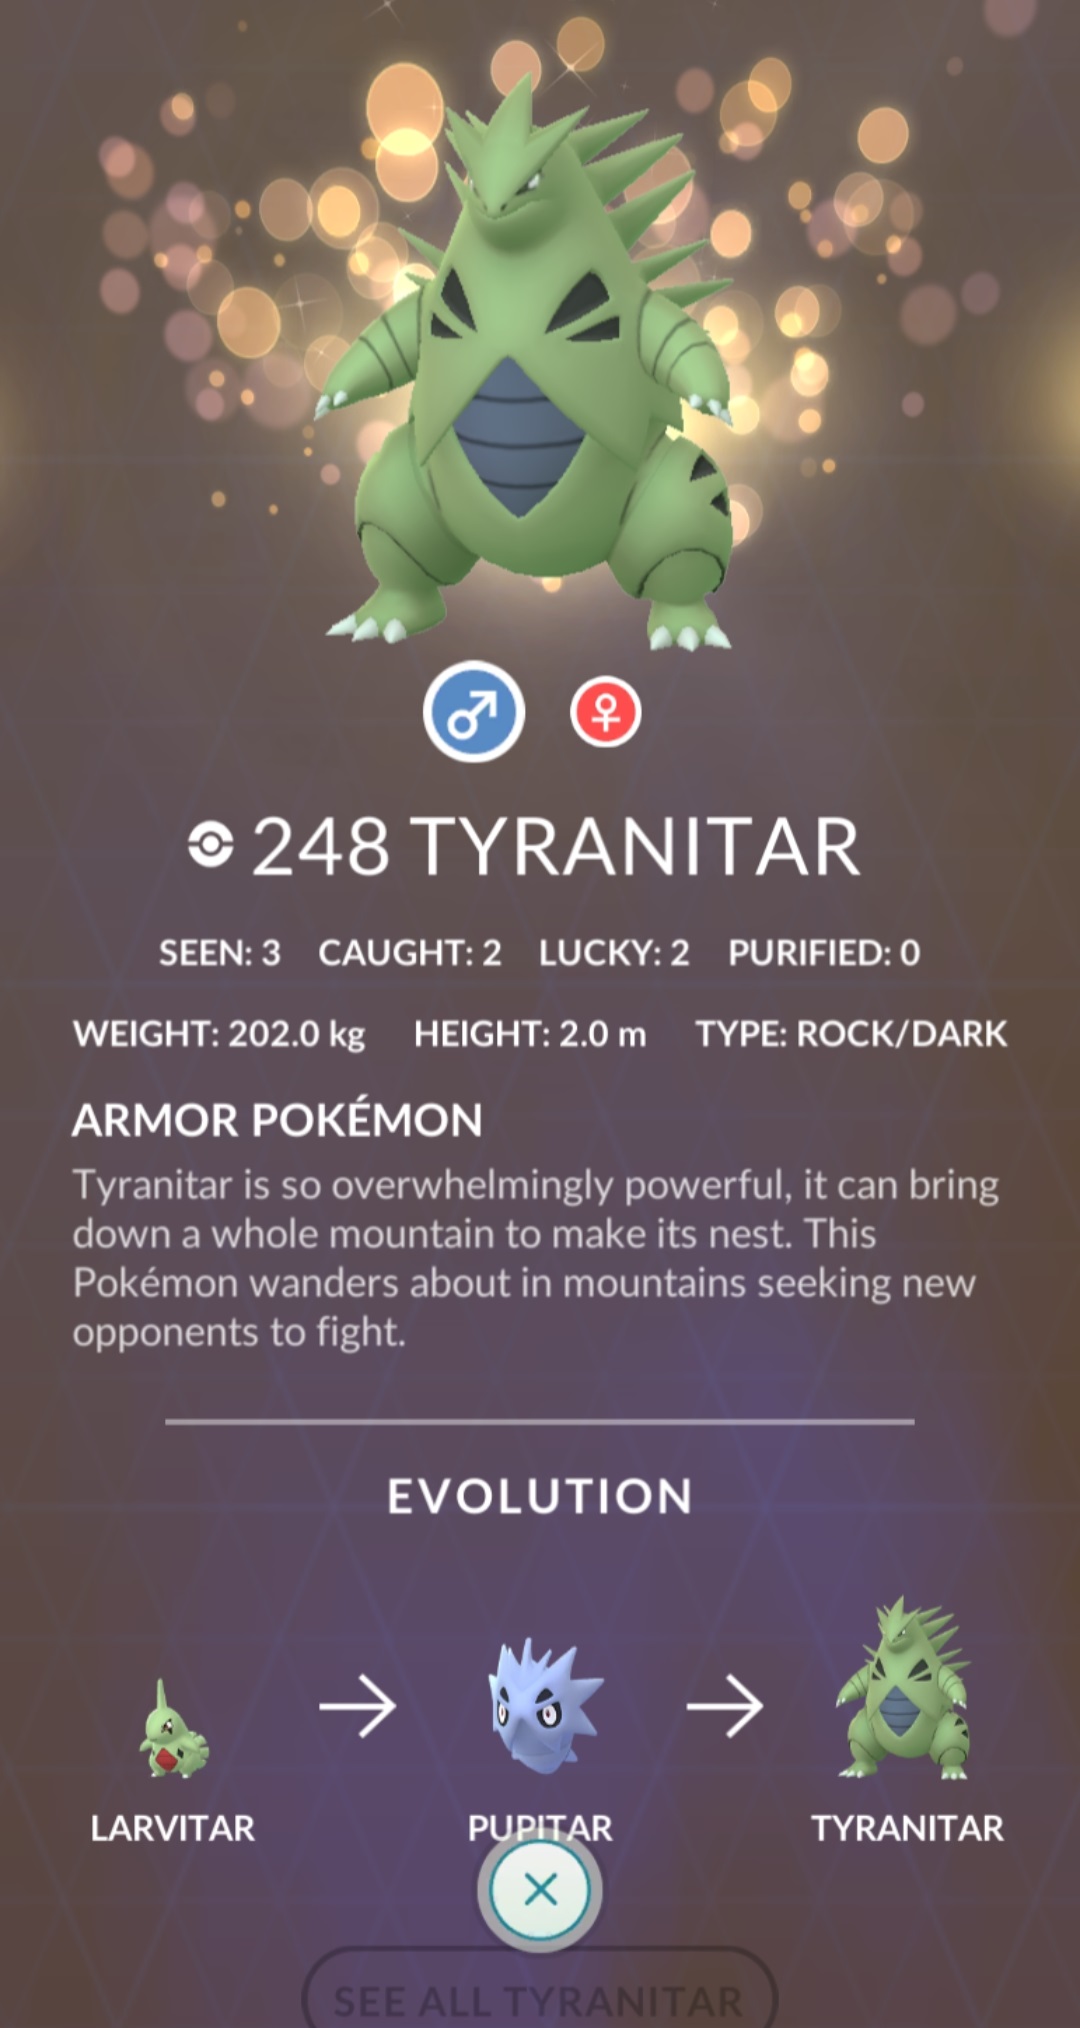 248 TYRANITAR
SEEN: 3 CAUGHT: 2 LUCKY: 2 PURIFIED: 0
WEIGHT: 202.0 kg HEIGHT: 2.0 m TYPE: ROCK/DARK
ARMOR POKÉMON
Tyranitar is so overwhelmingly powerful, it can bring
down a whole mountain to make its nest. This
Pokémon wanders about in mountains seeking new
opponents to fight.
EVOLUTION
LARVITAR PUPITAR TYRANITAR
SEE ALL TYRANITAR